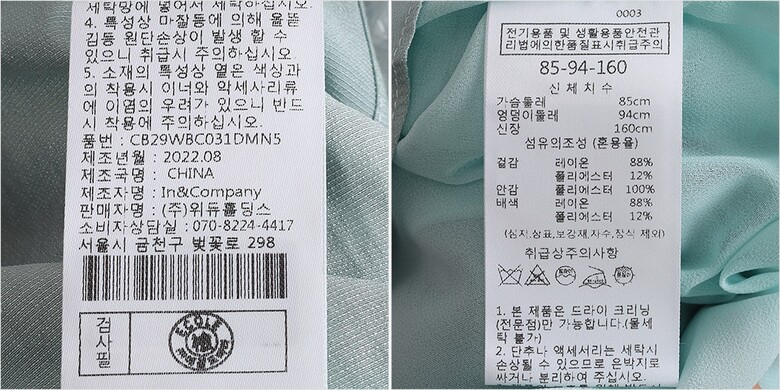 세탁망에 넣어서 세탁하십시오.
4. 특성상 마찰등에 의해 올뜯
김등 원단손상이 발생 할 수
있으니 취급시 주의하십시오.
5. 소재의 특성상 옅은 색상과
의 착용시 이너와 악세사리류
에 이염의 우려가 있으니 반드
시 착용에 주의하십시오.
품번 : CB29WBC031DMN5
제조년월 : 2022.08
제조국명 : CHINA
제조자명 : In&Company
판매자명 : (주)위듀홀딩스
소비자상담실 : 070-8224-4417
서울시 금천구 벚꽃로 298
검사필
ECOLE
0003
전기용품 및 생활용품안전관
리법에의한품질표시취급주의
85-94-160
신체치수
가슴둘레 85cm
엉덩이둘레 94cm
신장 160cm
섬유의조성 (혼용율)
겉감 레이온 88%
폴리에스터 12%
안감 폴리에스터 100%
배색 레이온 88%
폴리에스터 12%
(심지,상표,보강재,자수,장식 제외)
취급상주의사항
1. 본 제품은 드라이 크리닝
(전문점)만 가능합니다.(물세
탁 불가)
2. 단추나 액세서리는 세탁시
손상될 수 있으므로 은박지로
싸거나 분리하여 주십시오.